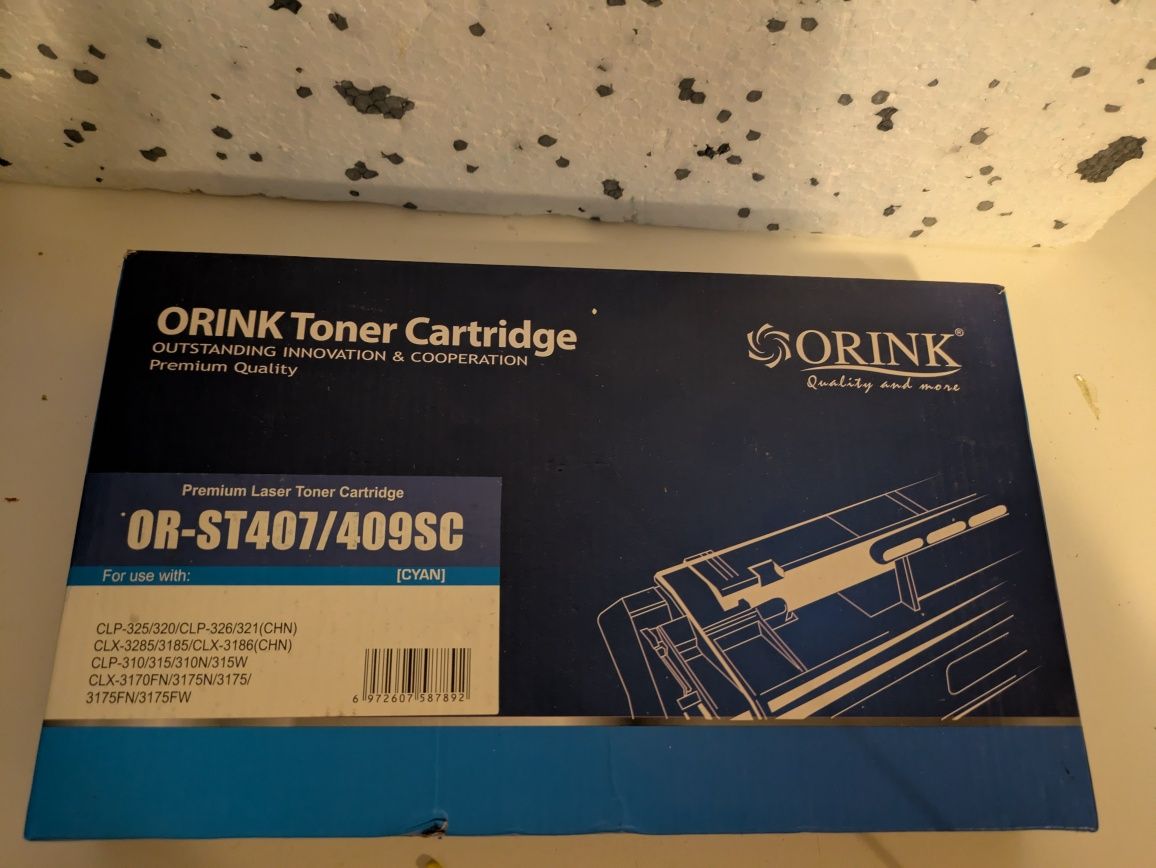 ORINK Toner Cartridge
OUTSTANDING INNOVATION & COOPERATION
Premium Quality
ORINK®
Quality and more
Premium Laser Toner Cartridge
OR-ST407/409SC
For use with: [CYAN]
CLP-325/320/CLP-326/321(CHN)
CLX-3285/3185/CLX-3186(CHN)
CLP-310/315/310N/315W
CLX-3170FN/3175N/3175/
3175FN/3175FW
6 972607 587892